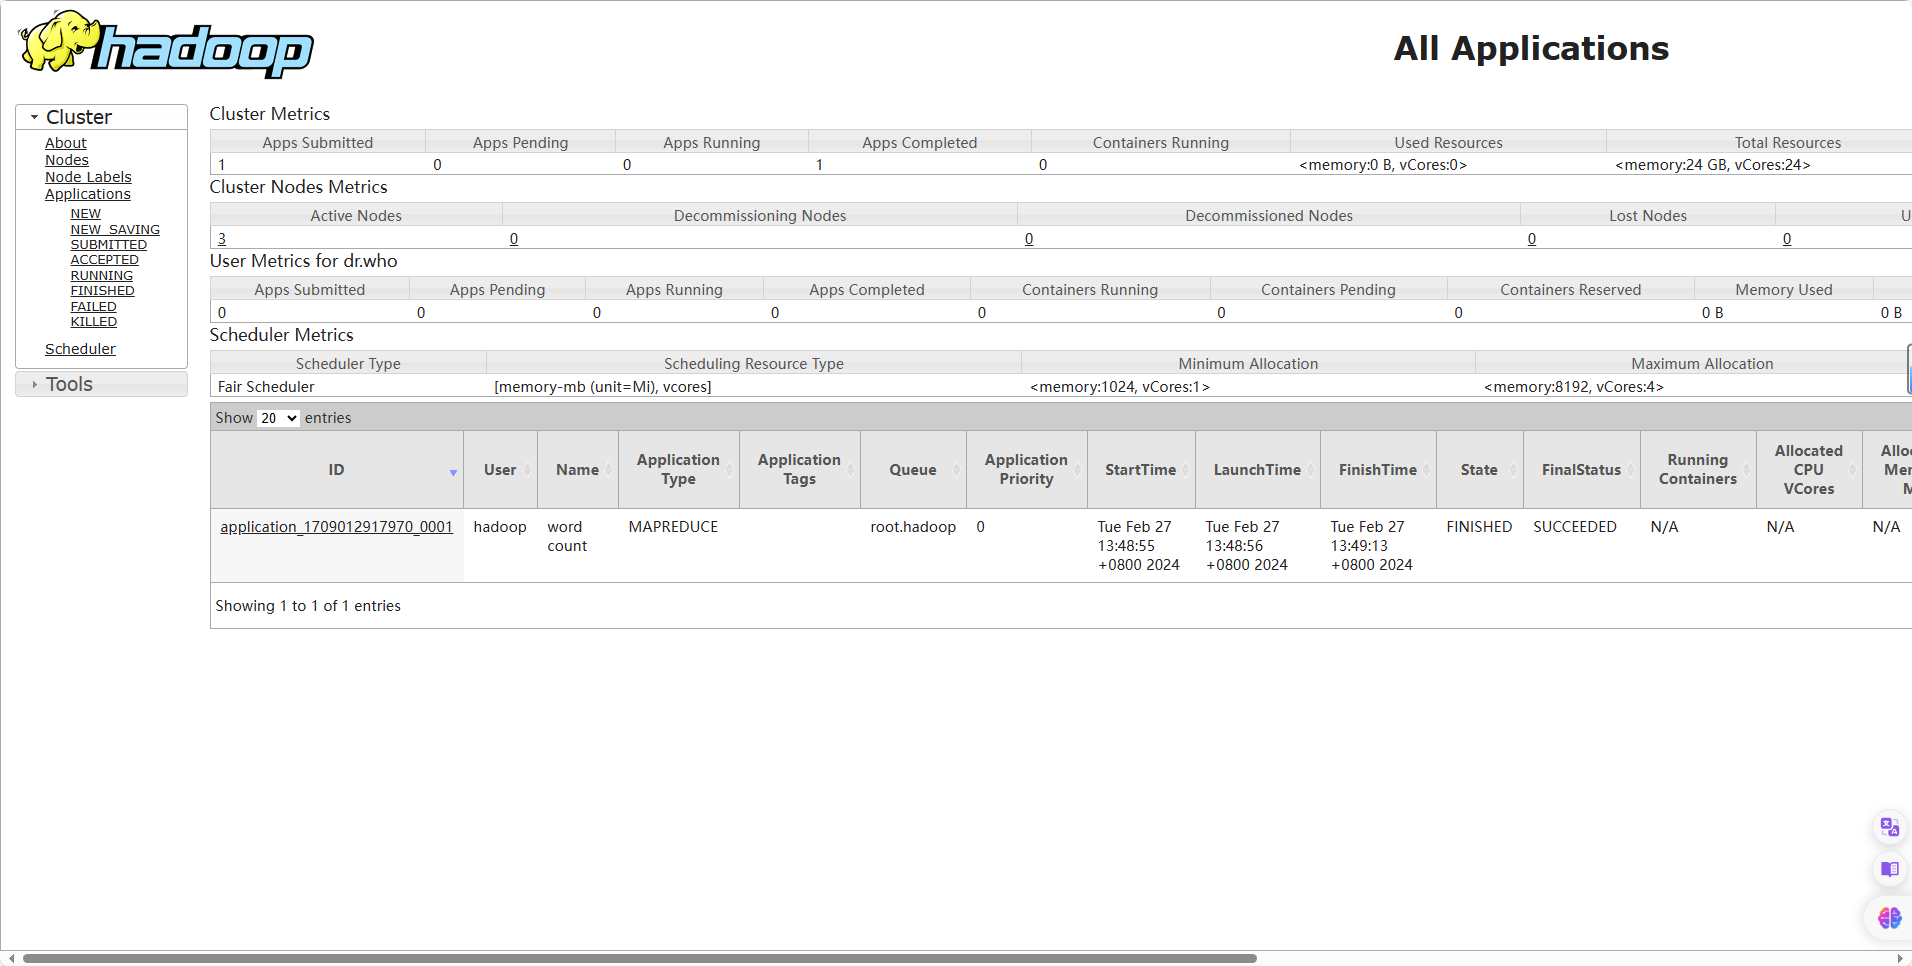 hadoop
All Applications
Cluster
About
Nodes
Node Labels
Applications
NEW
NEW_SAVING
SUBMITTED
ACCEPTED
RUNNING
FINISHED
FAILED
KILLED
Scheduler
Tools
Cluster Metrics
Apps Submitted Apps Pending Apps Running Apps Completed Containers Running Used Resources Total Resources
1 0 0 1 0 <memory:0 B, vCores:0> <memory:24 GB, vCores:24>
Cluster Nodes Metrics
Active Nodes Decommissioning Nodes Decommissioned Nodes Lost Nodes U
3 0 0 0 0
User Metrics for dr.who
Apps Submitted Apps Pending Apps Running Apps Completed Containers Running Containers Pending Containers Reserved Memory Used
0 0 0 0 0 0 0 0 B 0 B
Scheduler Metrics
Scheduler Type Scheduling Resource Type Minimum Allocation Maximum Allocation
Fair Scheduler [memory-mb (unit=Mi), vcores] <memory:1024, vCores:1> <memory:8192, vCores:4>
Show 20 entries
ID User Name Application Type Application Tags Queue Application Priority StartTime LaunchTime FinishTime State FinalStatus Running Containers Allocated CPU VCores Alloc Mer M
application_1709012917970_0001 hadoop word count MAPREDUCE root.hadoop 0 Tue Feb 27 13:48:55 +0800 2024 Tue Feb 27 13:48:56 +0800 2024 Tue Feb 27 13:49:13 +0800 2024 FINISHED SUCCEEDED N/A N/A N/A
Showing 1 to 1 of 1 entries